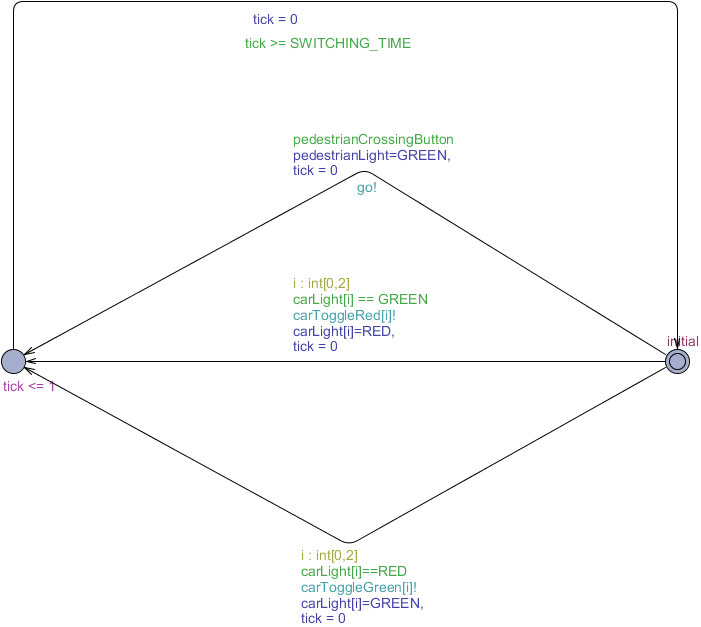 tick = 0
tick >= SWITCHING_TIME
pedestrianCrossingButton
pedestrianLight=GREEN,
tick = 0
go!
i : int[0,2]
carLight[i] == GREEN
carToggleRed[i]!
carLight[i]=RED,
tick = 0
initial
tick <= 1
i : int[0,2]
carLight[i]==RED
carToggleGreen[i]!
carLight[i]=GREEN,
tick = 0